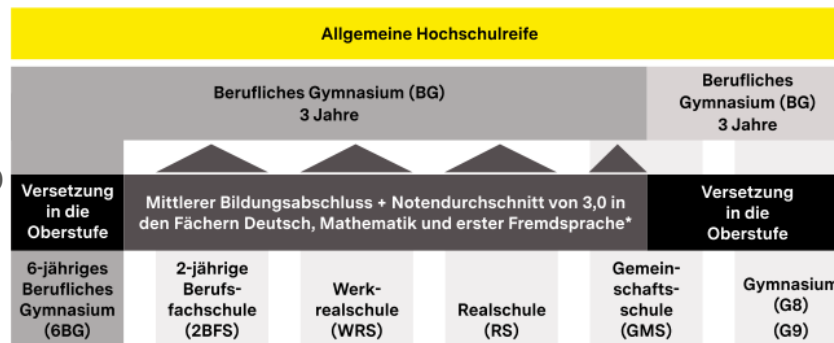 Allgemeine Hochschulreife
Berufliches Gymnasium (BG)
3 Jahre
Berufliches
Gymnasium (BG)
3 Jahre
Versetzung
in die
Oberstufe
Mittlerer Bildungsabschluss + Notendurchschnitt von 3,0 in
den Fächern Deutsch, Mathematik und erster Fremdsprache*
Versetzung
in die
Oberstufe
6-jähriges
Berufliches
Gymnasium
(6BG)
2-jährige
Berufs-
fachschule
(2BFS)
Werk-
realschule
(WRS)
Realschule
(RS)
Gemein-
schafts-
schule
(GMS)
Gymnasium
(G8)
(G9)